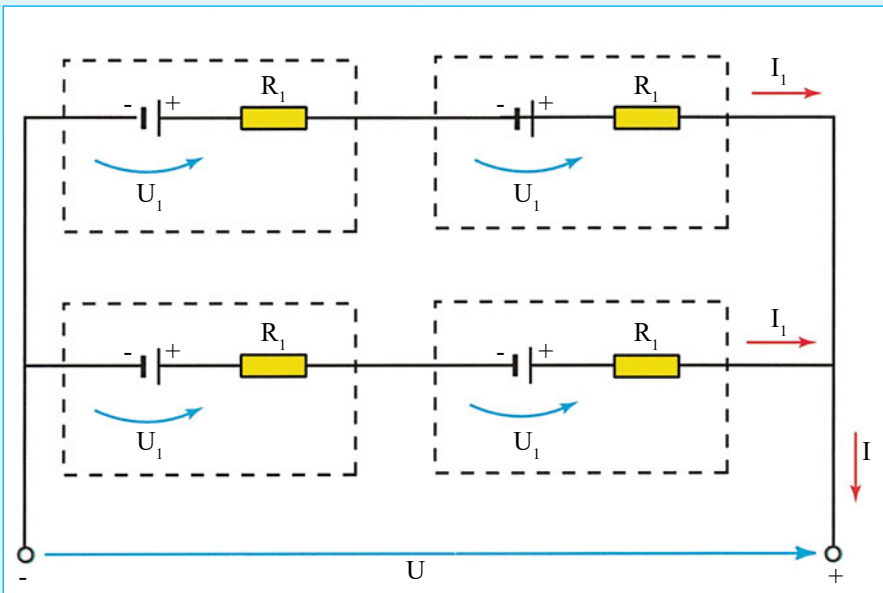 R₁ R₁ I₁
- + - +
U₁ U₁
R₁ R₁ I₁
- + - +
U₁ U₁
I
U
- +